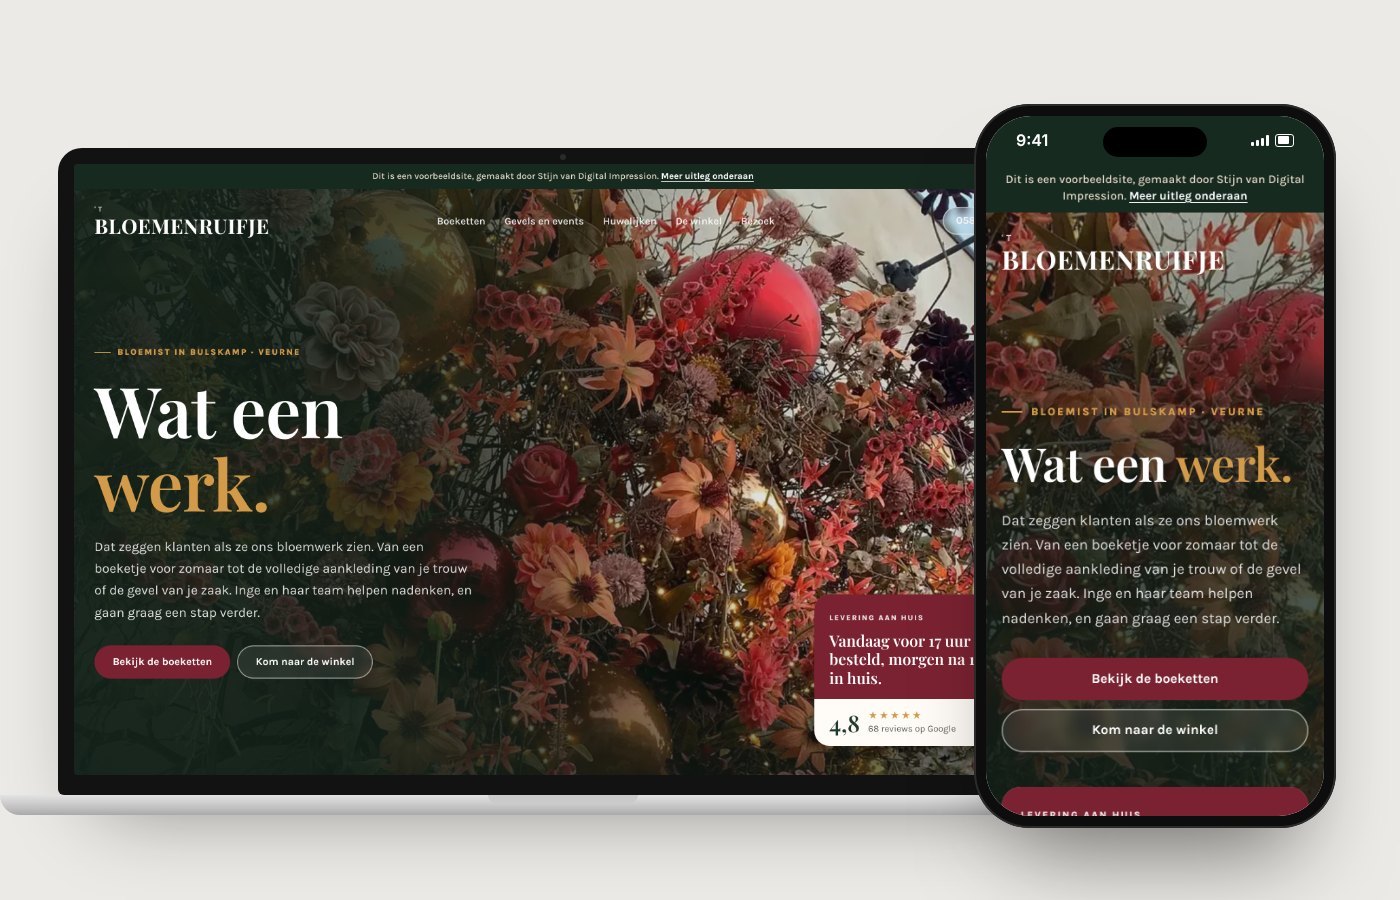 Dit is een voorbeeldsite, gemaakt door Stijn van Digital Impression. Meer uitleg onderaan
'T
BLOEMENRUIFJE
Boeketten Gevels en events Huwelijken De winkel Bezoek
BLOEMIST IN BULSKAMP · VEURNE
Wat een
werk.
Dat zeggen klanten als ze ons bloemwerk zien. Van een
boeketje voor zomaar tot de volledige aankleding van je trouw
of de gevel van je zaak. Inge en haar team helpen nadenken, en
gaan graag een stap verder.
Bekijk de boeketten Kom naar de winkel
LEVERING AAN HUIS
Vandaag voor 17 uur
besteld, morgen na
in huis.
4,8 ★★★★★
68 reviews op Google
9:41
Dit is een voorbeeldsite, gemaakt door Stijn van Digital
Impression. Meer uitleg onderaan
'T
BLOEMENRUIFJE
BLOEMIST IN BULSKAMP · VEURNE
Wat een werk.
Dat zeggen klanten als ze ons bloemwerk
zien. Van een boeketje voor zomaar tot de
volledige aankleding van je trouw of de gevel
van je zaak. Inge en haar team helpen
nadenken, en gaan graag een stap verder.
Bekijk de boeketten
Kom naar de winkel
LEVERING AAN HUIS